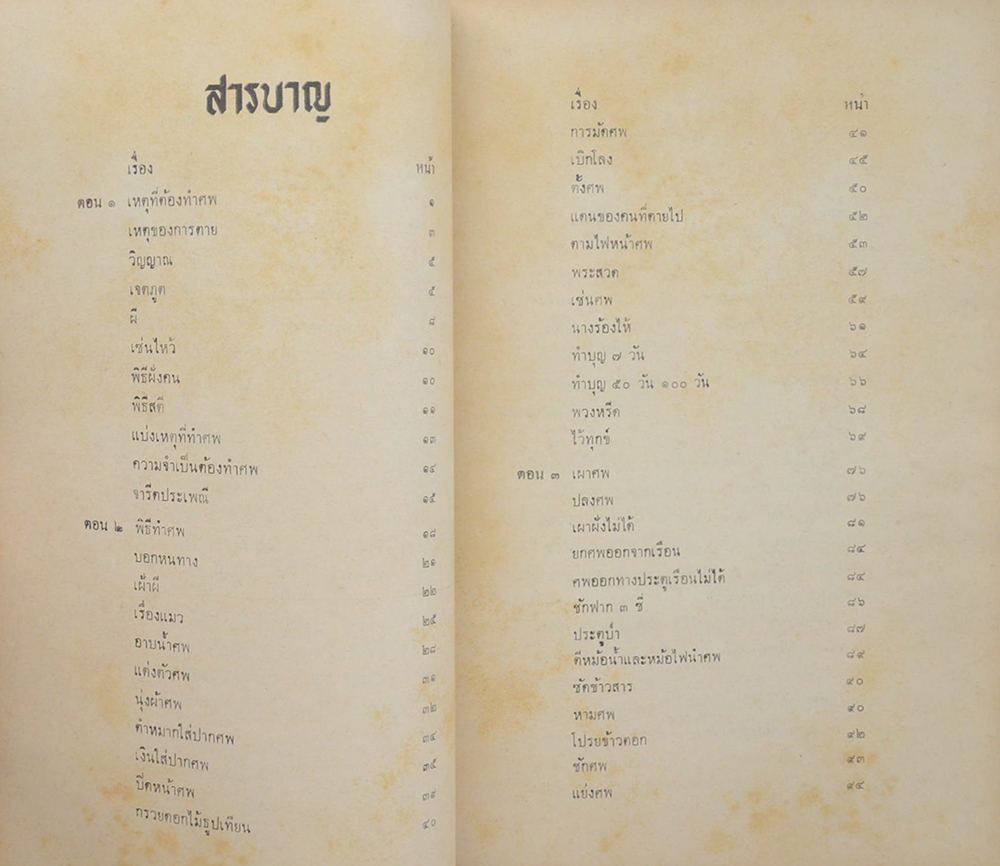 สารบาญ
เรื่อง หน้า
ตอน ๑ เหตุที่ต้องทำศพ ๑
เหตุของการตาย ๓
วิญญาณ ๕
เจตภูต ๕
ผี ๘
เซ่นไหว้ ๑๐
พิธีฝังคน ๑๐
พิธีสตี ๑๑
แบ่งเหตุที่ทำศพ ๑๓
ความจำเป็นต้องทำศพ ๑๔
จารีตประเพณี ๑๕
ตอน ๒ พิธีทำศพ ๑๘
บอกหนทาง ๒๑
เฝ้าผี ๒๒
เรื่องแมว ๒๕
อาบน้ำศพ ๒๘
แต่งตัวศพ ๓๑
นุ่งผ้าศพ ๓๒
ตำหมากใส่ปากศพ ๓๔
เงินใส่ปากศพ ๓๕
ปิดหน้าศพ ๓๙
กรวยดอกไม้ธูปเทียน ๔๐
เรื่อง หน้า
การมัดศพ ๔๑
เบิกโลง ๔๕
ตั้งศพ ๕๐
แดนของคนที่ตายไป ๕๒
ตามไฟหน้าศพ ๕๓
พระสวด ๕๗
เซ่นศพ ๕๙
นางร้องไห้ ๖๑
ทำบุญ ๗ วัน ๖๔
ทำบุญ ๕๐ วัน ๑๐๐ วัน ๖๖
พวงหรีด ๖๘
ไว้ทุกข์ ๖๙
ตอน ๓ เผาศพ ๗๖
ปลงศพ ๗๖
เผาฝังไม่ได้ ๘๑
ยกศพออกจากเรือน ๘๔
ศพออกทางประตูเรือนไม่ได้ ๘๔
ชักฟาก ๓ ซี่ ๘๖
ประตูป่า ๘๗
ตีหม้อน้ำและหม้อไฟนำศพ ๘๙
ซัดข้าวสาร ๙๐
หามศพ ๙๐
โปรยข้าวตอก ๙๒
ชักศพ ๙๓
แย่งศพ ๙๔